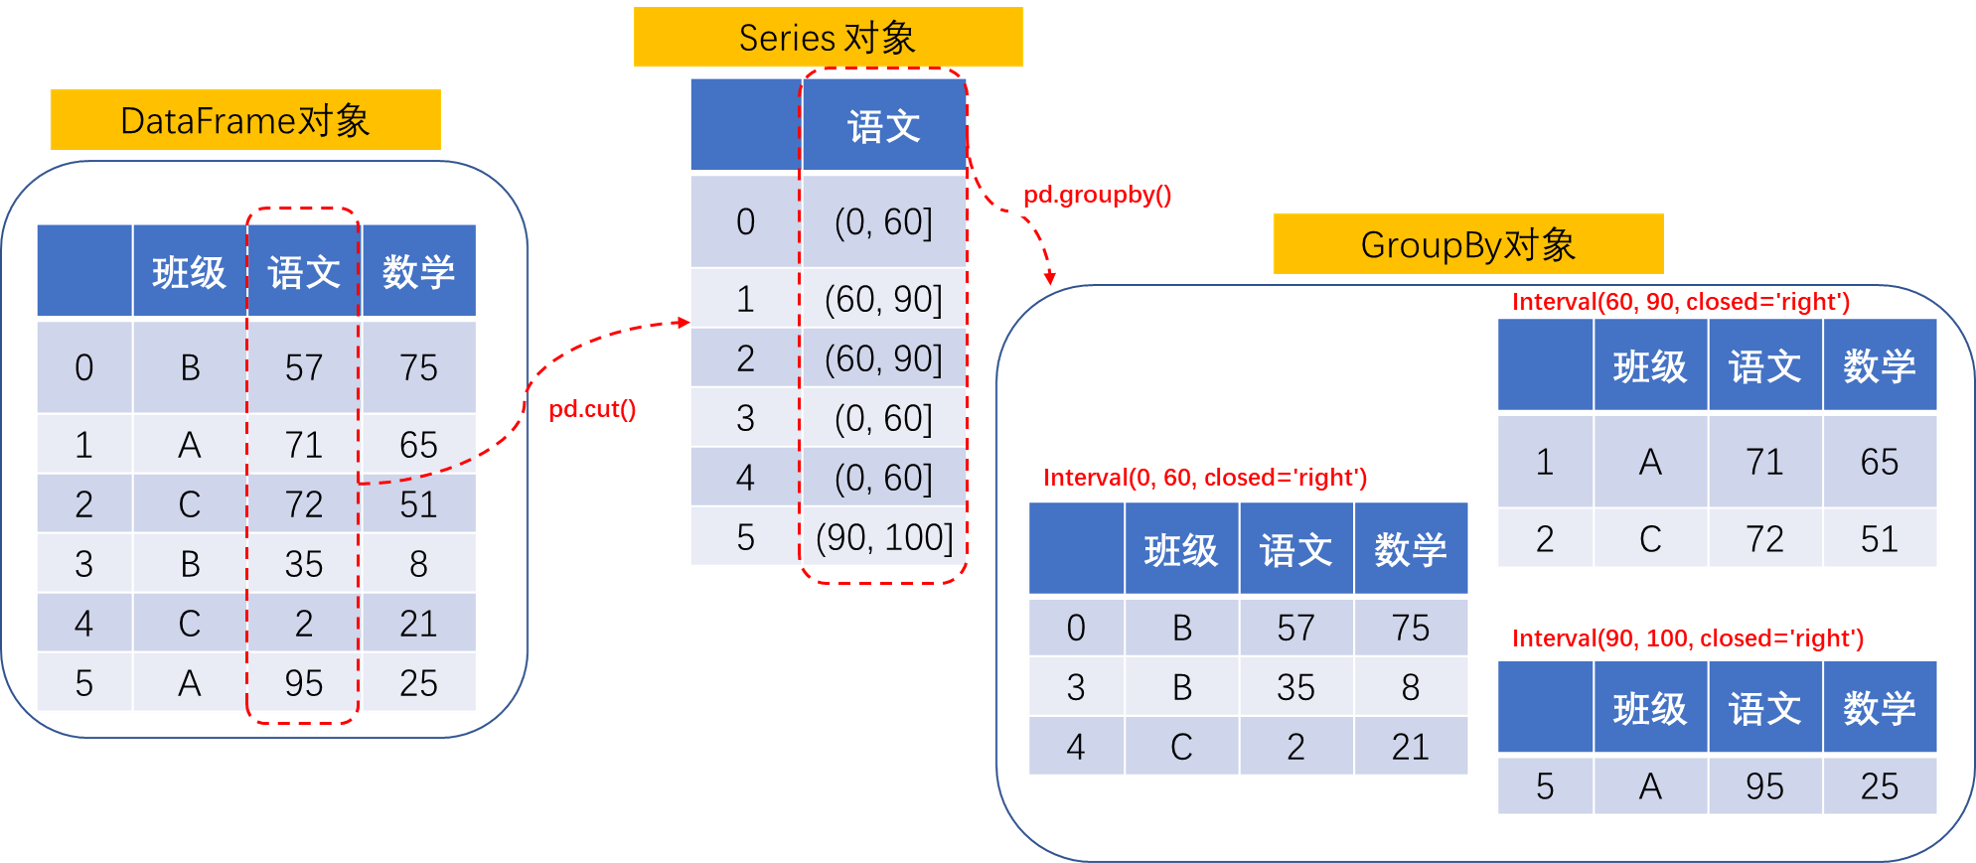 DataFrame对象
班级 语文 数学
0 B 57 75
1 A 71 65
2 C 72 51
3 B 35 8
4 C 2 21
5 A 95 25
pd.cut()
Series 对象
语文
0 (0, 60]
1 (60, 90]
2 (60, 90]
3 (0, 60]
4 (0, 60]
5 (90, 100]
pd.groupby()
GroupBy对象
Interval(0, 60, closed='right')
班级 语文 数学
0 B 57 75
3 B 35 8
4 C 2 21
Interval(60, 90, closed='right')
班级 语文 数学
1 A 71 65
2 C 72 51
Interval(90, 100, closed='right')
班级 语文 数学
5 A 95 25